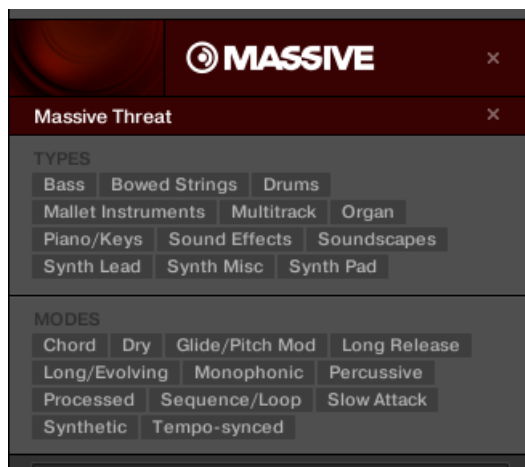 MASSIVE ×
Massive Threat ×
TYPES
Bass Bowed Strings Drums
Mallet Instruments Multitrack Organ
Piano/Keys Sound Effects Soundscapes
Synth Lead Synth Misc Synth Pad
MODES
Chord Dry Glide/Pitch Mod Long Release
Long/Evolving Monophonic Percussive
Processed Sequence/Loop Slow Attack
Synthetic Tempo-synced